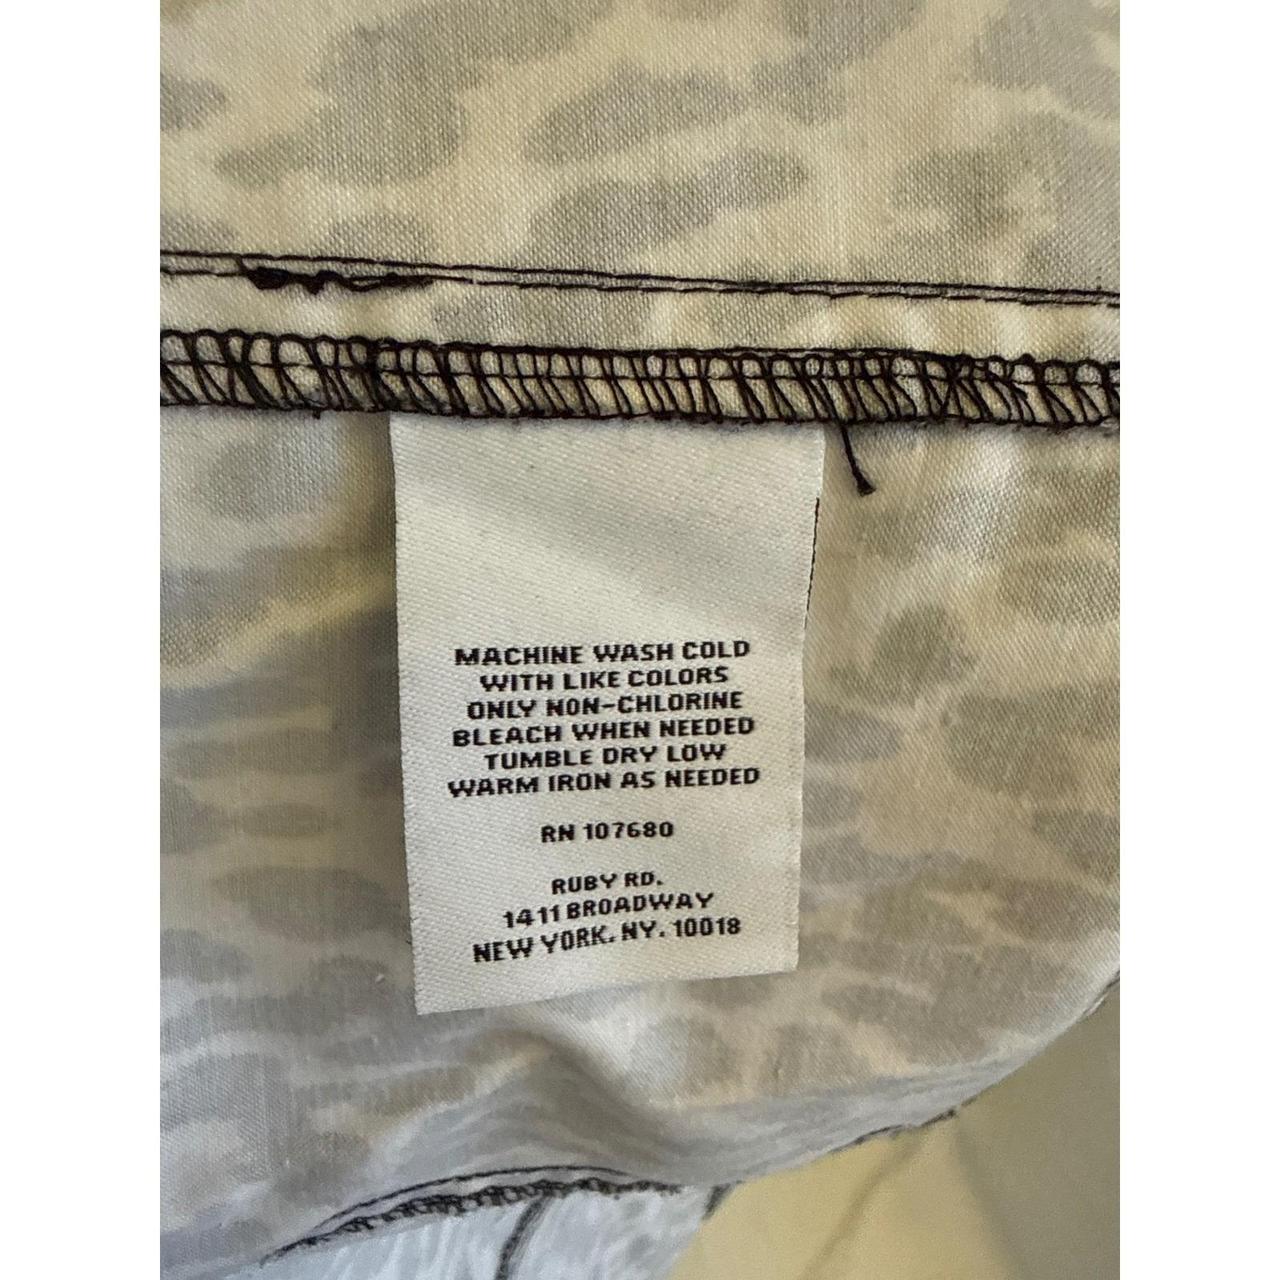 MACHINE WASH COLD
WITH LIKE COLORS
ONLY NON-CHLORINE
BLEACH WHEN NEEDED
TUMBLE DRY LOW
WARM IRON AS NEEDED
RN 107680
RUBY RD.
1411 BROADWAY
NEW YORK. NY. 10018